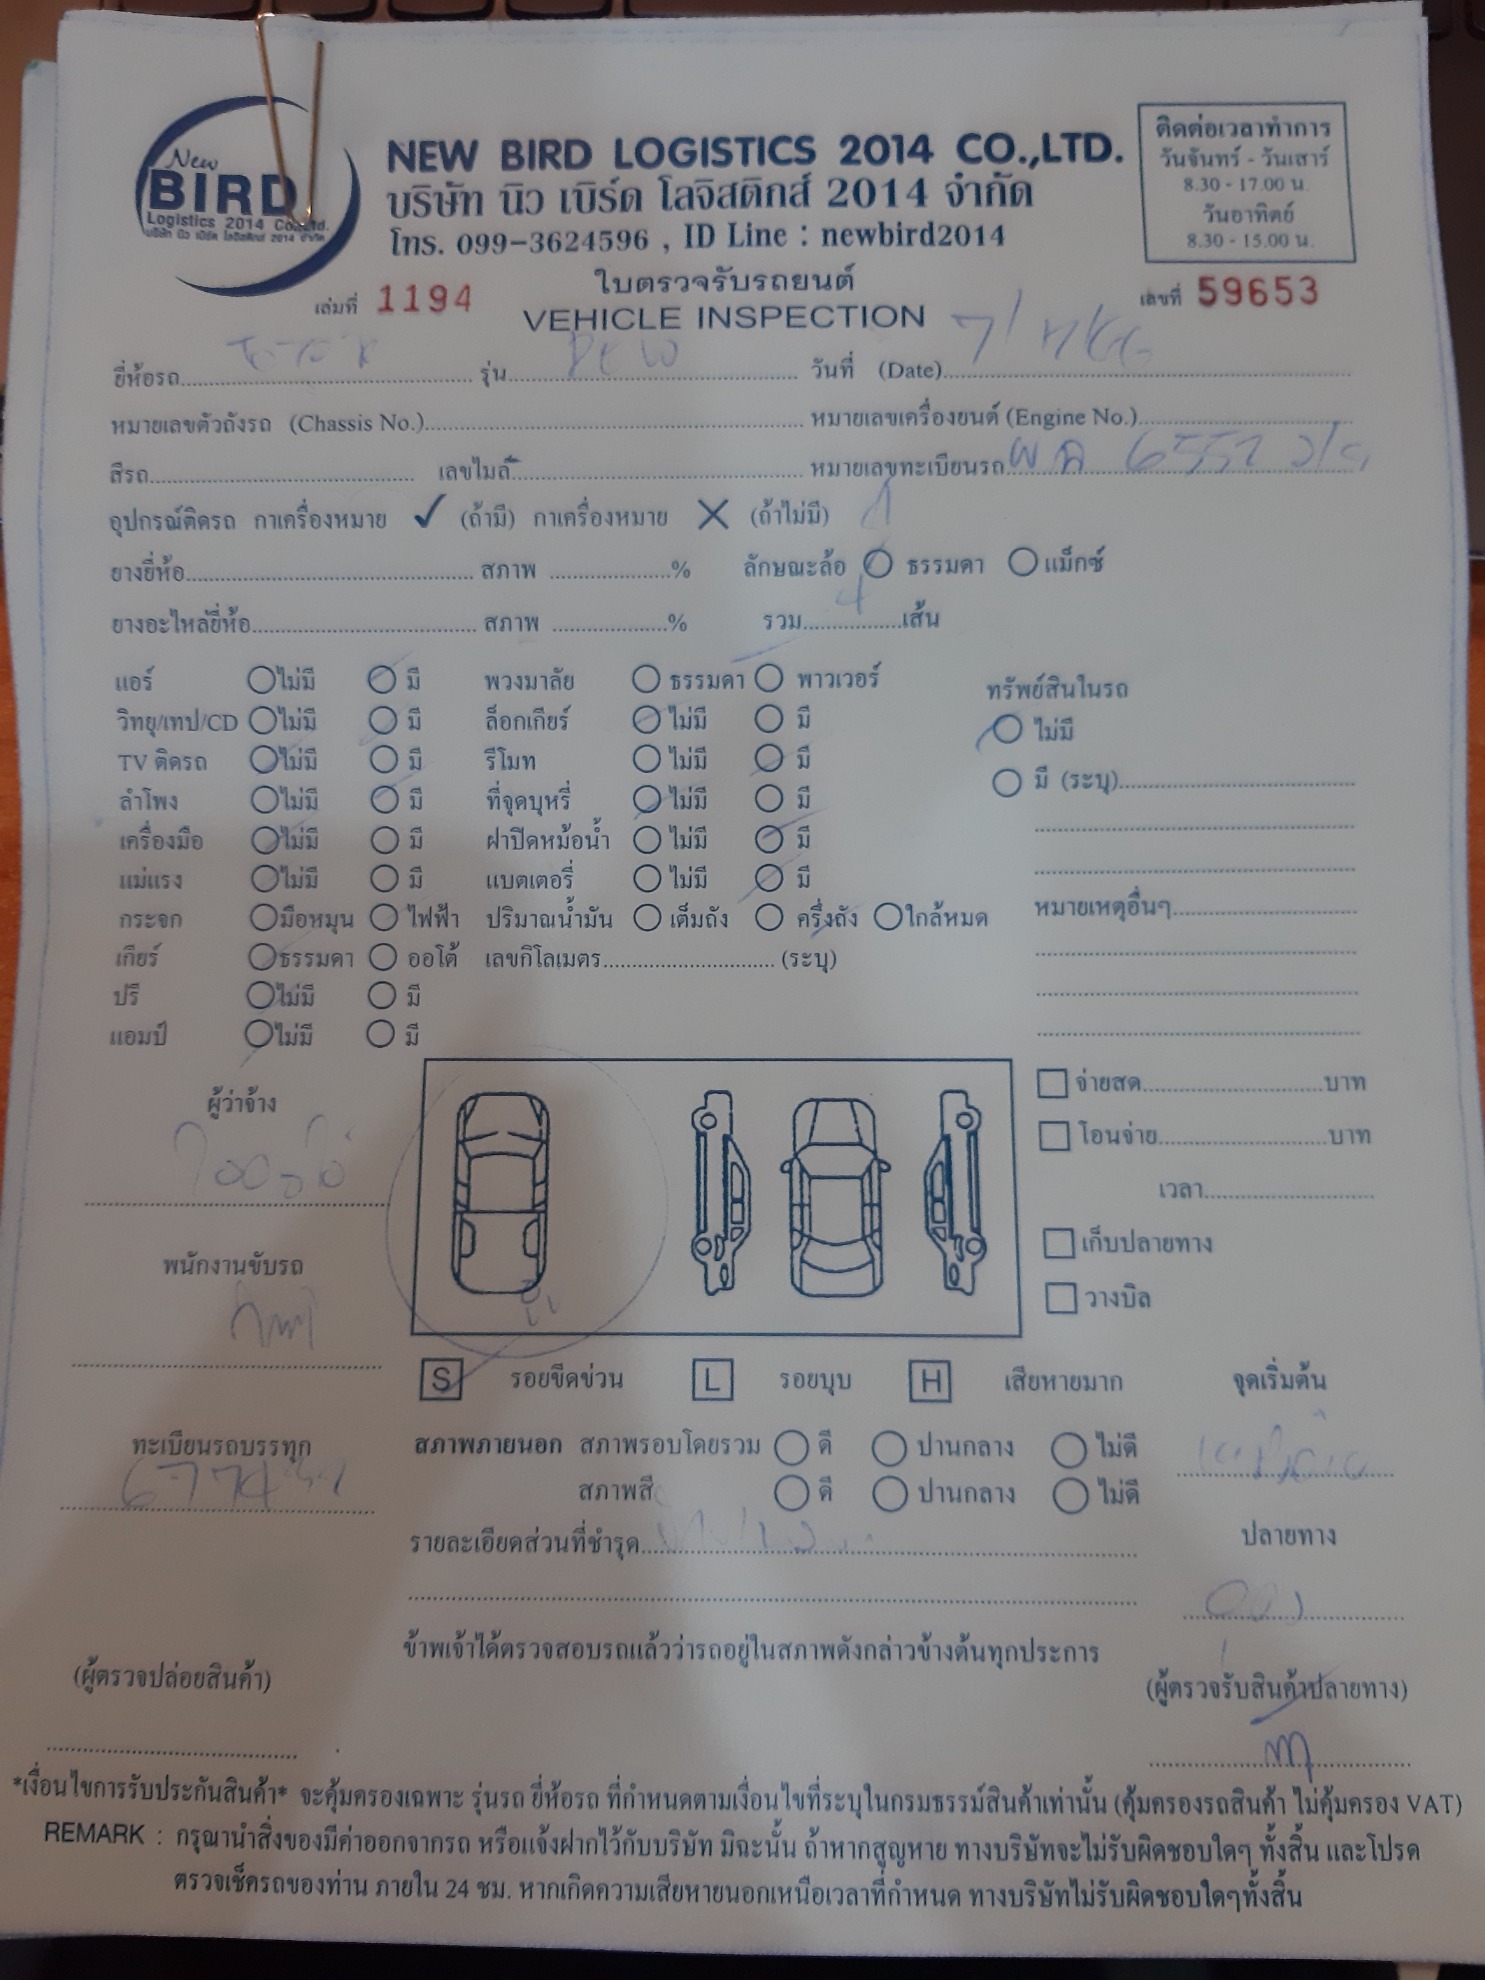 New
BIRD
Logistics 2014 Co.,Ltd.
บริษัท นิว เบิร์ด โลจิสติกส์ 2014 จำกัด
NEW BIRD LOGISTICS 2014 CO.,LTD.
บริษัท นิว เบิร์ด โลจิสติกส์ 2014 จำกัด
โทร. 099-3624596 , ID Line : newbird2014
ติดต่อเวลาทำการ
วันจันทร์ - วันเสาร์
8.30 - 17.00 น.
วันอาทิตย์
8.30 - 15.00 น.
ใบตรวจรับรถยนต์
เล่มที่ 1194
VEHICLE INSPECTION
เลขที่ 59653
ยี่ห้อรถ รุ่น วันที่ (Date)
หมายเลขตัวถังรถ (Chassis No.) หมายเลขเครื่องยนต์ (Engine No.)
สีรถ เลขไมล์ หมายเลขทะเบียนรถ
อุปกรณ์ติดรถ กาเครื่องหมาย ✓ (ถ้ามี) กาเครื่องหมาย ✕ (ถ้าไม่มี)
ยางยี่ห้อ สภาพ % ลักษณะล้อ ธรรมดา แม็กซ์
ยางอะไหล่ยี่ห้อ สภาพ % รวม 4 เส้น
แอร์ ไม่มี มี พวงมาลัย ธรรมดา พาวเวอร์
ทรัพย์สินในรถ
วิทยุ/เทป/CD ไม่มี มี ล็อกเกียร์ ไม่มี มี ไม่มี
TV ติดรถ ไม่มี มี รีโมท ไม่มี มี มี (ระบุ)
ลำโพง ไม่มี มี ที่จุดบุหรี่ ไม่มี มี
เครื่องมือ ไม่มี มี ฝาปิดหม้อน้ำ ไม่มี มี
แม่แรง ไม่มี มี แบตเตอรี่ ไม่มี มี
กระจก มือหมุน ไฟฟ้า ปริมาณน้ำมัน เต็มถัง ครึ่งถัง ใกล้หมด หมายเหตุอื่นๆ
เกียร์ ธรรมดา ออโต้ เลขกิโลเมตร (ระบุ)
ปรี ไม่มี มี
แอมป์ ไม่มี มี
ผู้ว่าจ้าง
จ่ายสด บาท
โอนจ่าย บาท
เวลา
พนักงานขับรถ
เก็บปลายทาง
วางบิล
S รอยขีดข่วน L รอยบุบ H เสียหายมาก จุดเริ่มต้น
ทะเบียนรถบรรทุก
สภาพภายนอก สภาพรอบโดยรวม ดี ปานกลาง ไม่ดี
สภาพสี ดี ปานกลาง ไม่ดี
รายละเอียดส่วนที่ชำรุด
ปลายทาง
ข้าพเจ้าได้ตรวจสอบรถแล้วว่ารถอยู่ในสภาพดังกล่าวข้างต้นทุกประการ
(ผู้ตรวจปล่อยสินค้า) (ผู้ตรวจรับสินค้าปลายทาง)
*เงื่อนไขการรับประกันสินค้า* จะคุ้มครองเฉพาะ รุ่นรถ ยี่ห้อรถ ที่กำหนดตามเงื่อนไขที่ระบุในกรมธรรม์สินค้าเท่านั้น (คุ้มครองรถสินค้า ไม่คุ้มครอง VAT)
REMARK : กรุณานำสิ่งของมีค่าออกจากรถ หรือแจ้งฝากไว้กับบริษัท มิฉะนั้น ถ้าหากสูญหาย ทางบริษัทจะไม่รับผิดชอบใดๆ ทั้งสิ้น และโปรด
ตรวจเช็ครถของท่าน ภายใน 24 ชม. หากเกิดความเสียหายนอกเหนือเวลาที่กำหนด ทางบริษัทไม่รับผิดชอบใดๆทั้งสิ้น